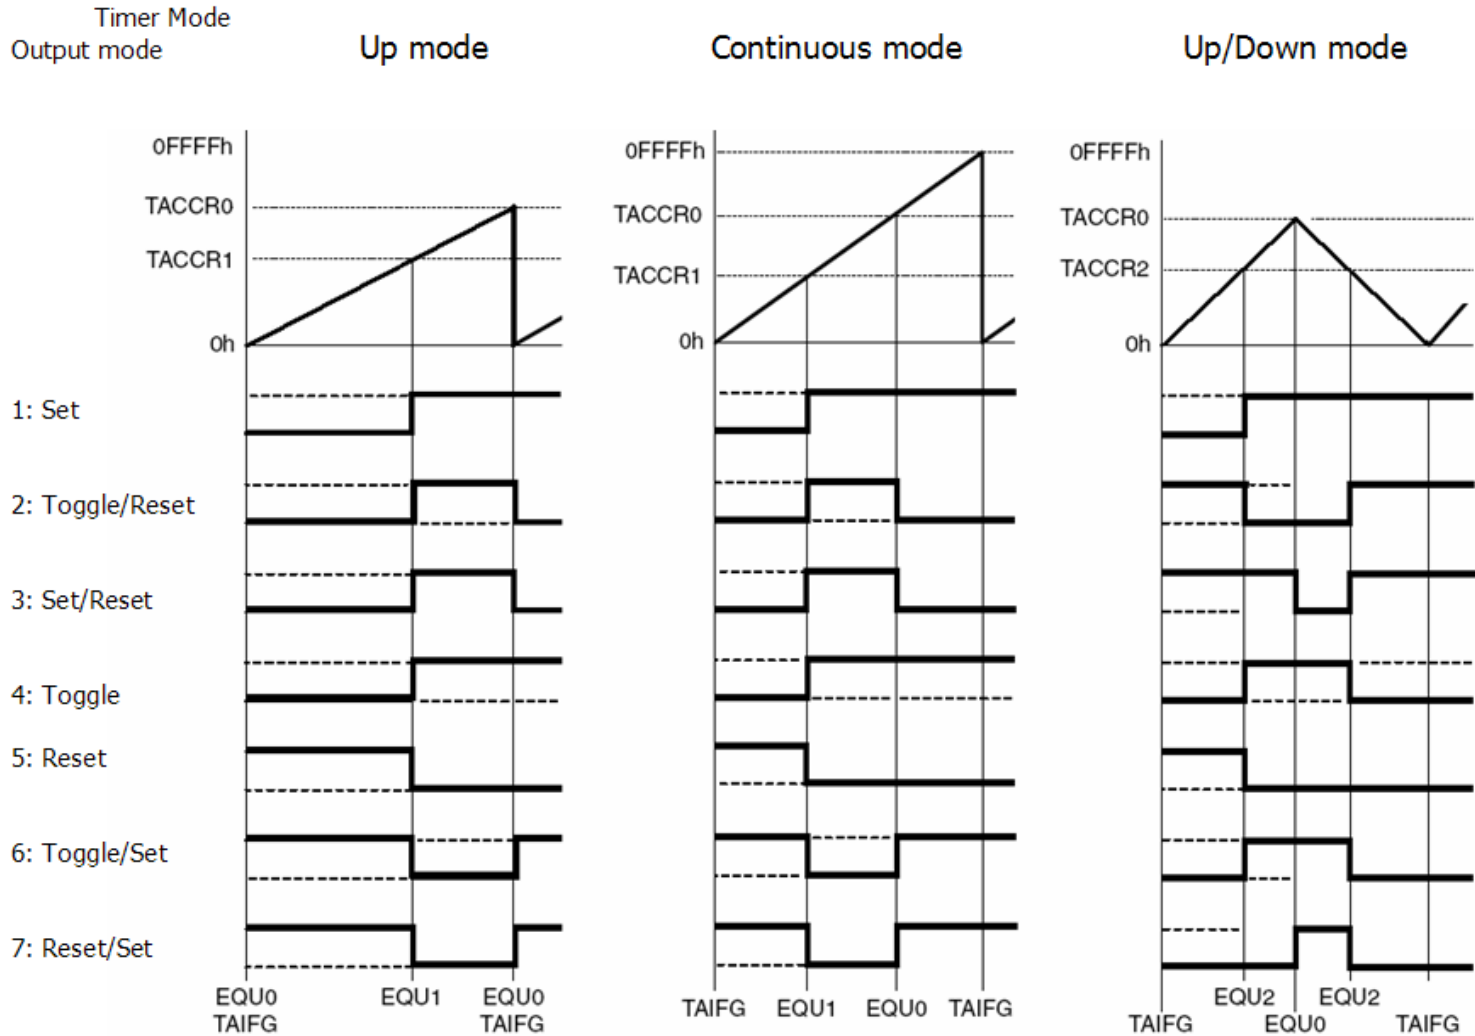 Timer Mode
Output mode
Up mode
Continuous mode
Up/Down mode
0FFFFh
TACCR0
TACCR1
0h
0FFFFh
TACCR0
TACCR1
0h
0FFFFh
TACCR0
TACCR2
0h
1: Set
2: Toggle/Reset
3: Set/Reset
4: Toggle
5: Reset
6: Toggle/Set
7: Reset/Set
EQU0
TAIFG
EQU1
EQU0
TAIFG
TAIFG
EQU1
EQU0
TAIFG
TAIFG
EQU2
EQU0
EQU2
TAIFG